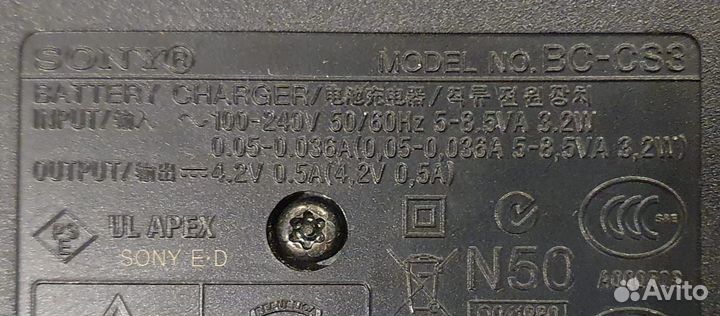 SONY® MODEL NO. BC-CS3
BATTERY CHARGER/电池充电器/직류전원장치
INPUT/输入 ～ 100-240V 50/60Hz 5-8.5VA 3.2W
0.05-0.036A(0,05-0,036A 5-8,5VA 3,2W)
OUTPUT/输出 ⎓ 4.2V 0.5A(4,2V 0,5A)
PS E
UL APEX
SONY E·D
CCC S&E
N50
Avito